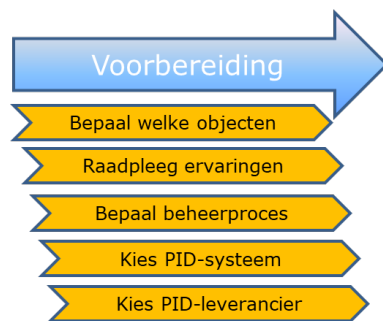 Voorbereiding
Bepaal welke objecten
Raadpleeg ervaringen
Bepaal beheerproces
Kies PID-systeem
Kies PID-leverancier